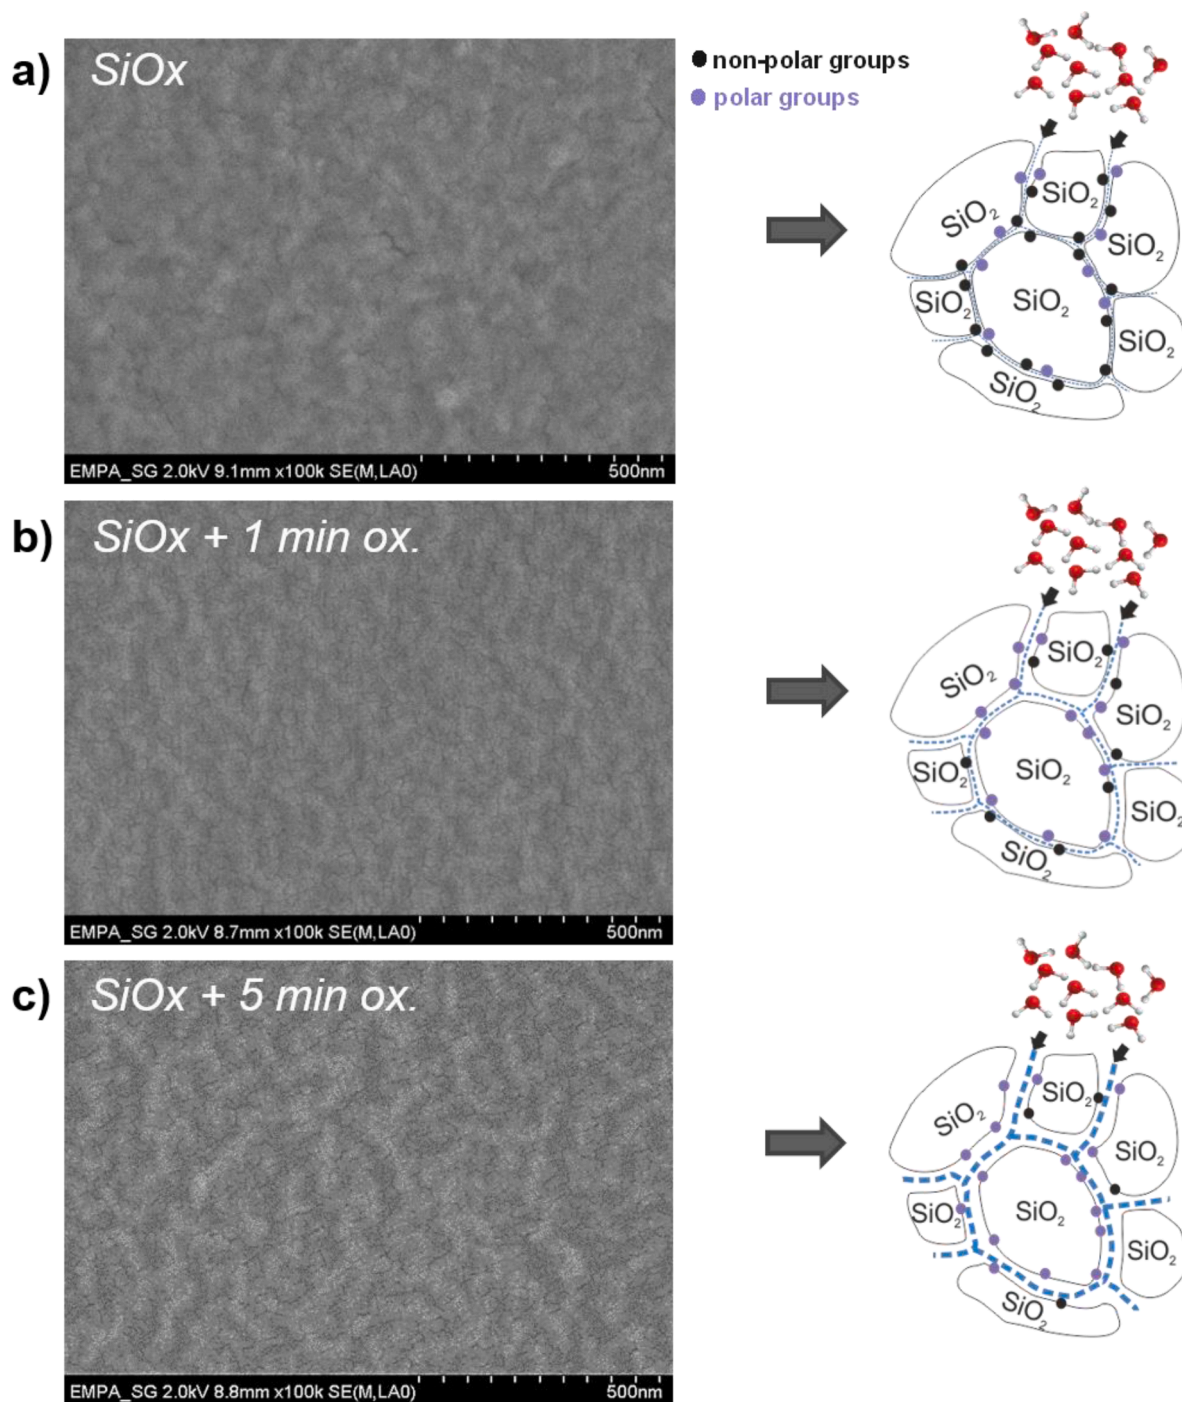 a)
SiOx
non-polar groups
polar groups
SiO2
SiO2
SiO2
SiO2
SiO2
SiO2
SiO2
EMPA_SG 2.0kV 9.1mm x100k SE(M,LA0)
500nm
b)
SiOx + 1 min ox.
SiO2
SiO2
SiO2
SiO2
SiO2
SiO2
SiO2
EMPA_SG 2.0kV 8.7mm x100k SE(M,LA0)
500nm
c)
SiOx + 5 min ox.
SiO2
SiO2
SiO2
SiO2
SiO2
SiO2
SiO2
EMPA_SG 2.0kV 8.8mm x100k SE(M,LA0)
500nm